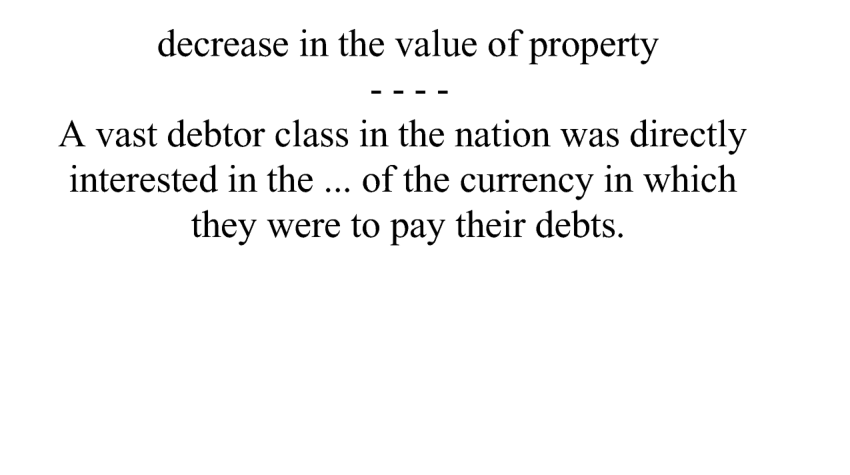 decrease in the value of property
- - - -
A vast debtor class in the nation was directly
interested in the ... of the currency in which
they were to pay their debts.